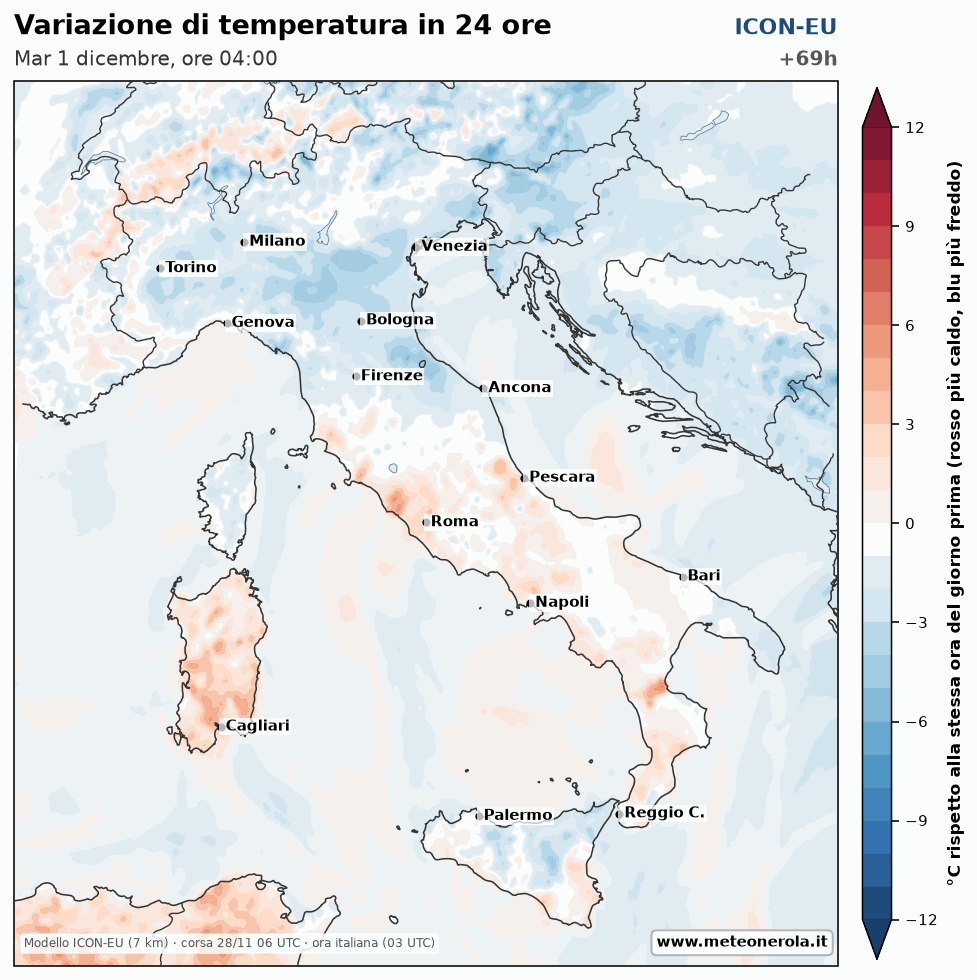 Variazione di temperatura in 24 ore
ICON-EU
Mar 1 dicembre, ore 04:00
+69h
Milano
Venezia
Torino
Genova
Bologna
Firenze
Ancona
Pescara
Roma
Bari
Napoli
Cagliari
Palermo
Reggio C.
12
9
6
3
0
−3
−6
−9
−12
°C rispetto alla stessa ora del giorno prima (rosso più caldo, blu più freddo)
Modello ICON-EU (7 km) · corsa 28/11 06 UTC · ora italiana (03 UTC)
www.meteonerola.it